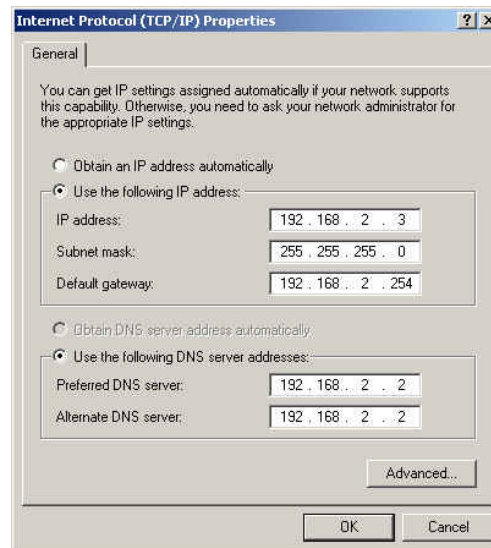 Internet Protocol (TCP/IP) Properties
General
You can get IP settings assigned automatically if your network supports
this capability. Otherwise, you need to ask your network administrator for
the appropriate IP settings.
Obtain an IP address automatically
Use the following IP address:
IP address: 192 . 168 . 2 . 3
Subnet mask: 255 . 255 . 255 . 0
Default gateway: 192 . 168 . 2 . 254
Obtain DNS server address automatically
Use the following DNS server addresses:
Preferred DNS server: 192 . 168 . 2 . 2
Alternate DNS server: 192 . 168 . 2 . 2
Advanced...
OK Cancel